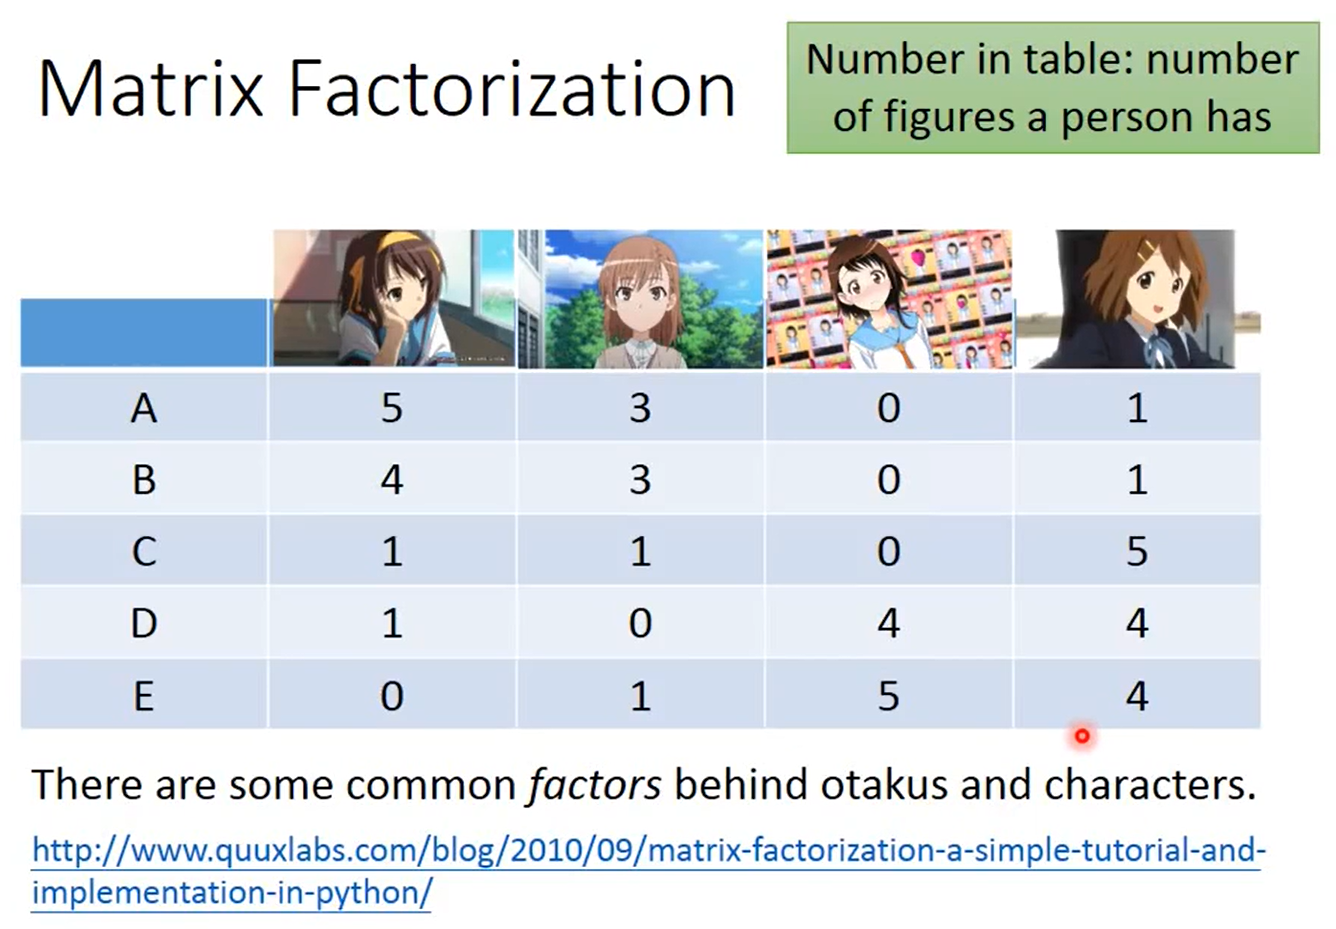 Matrix Factorization
Number in table: number
of figures a person has
A 5 3 0 1
B 4 3 0 1
C 1 1 0 5
D 1 0 4 4
E 0 1 5 4
There are some common factors behind otakus and characters.
http://www.quuxlabs.com/blog/2010/09/matrix-factorization-a-simple-tutorial-and-
implementation-in-python/